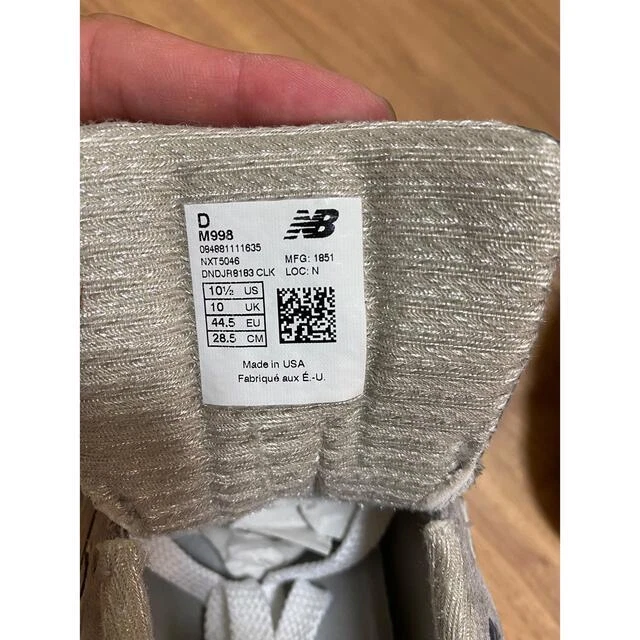 D
M998
094881111635
NXT5046
DNDJR8183 CLK
NB
MFG: 1851
LOC: N
10½ US
10 UK
44.5 EU
28.5 CM
Made in USA
Fabriqué aux É.-U.